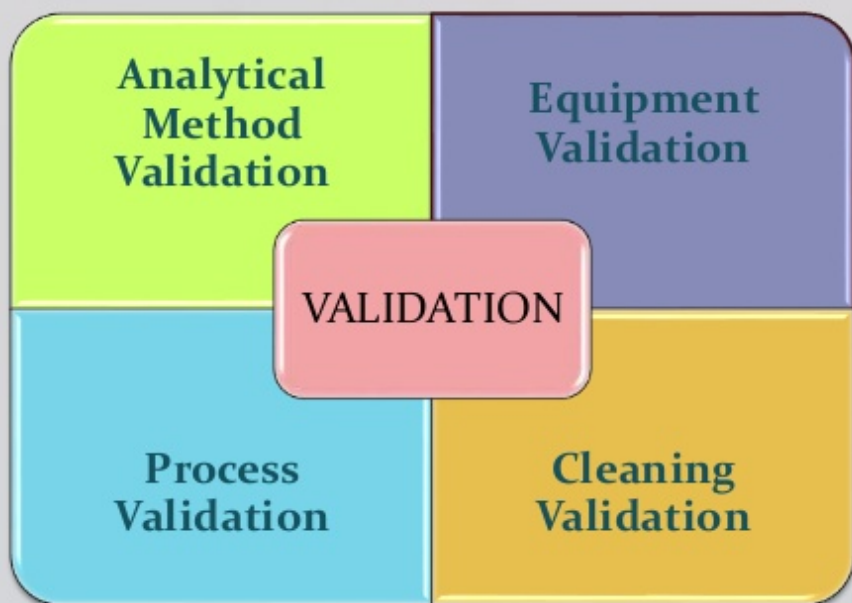 Analytical
Method
Validation
Equipment
Validation
VALIDATION
Process
Validation
Cleaning
Validation